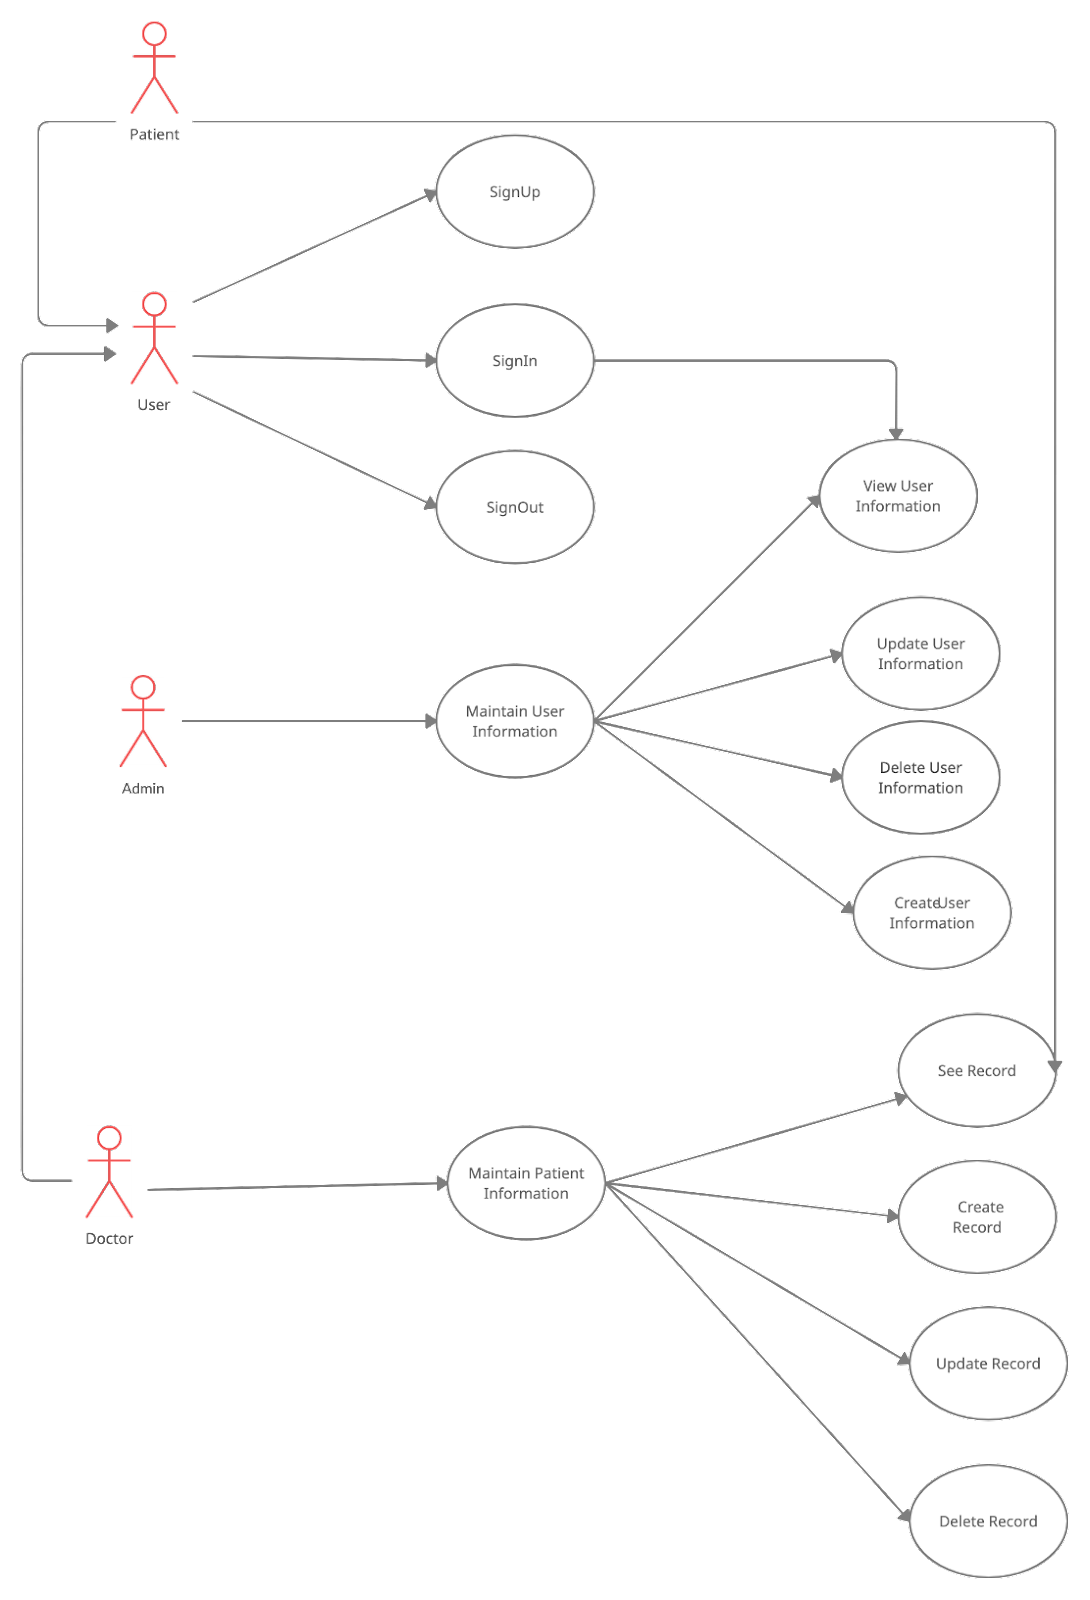 Patient
SignUp
SignIn
User
View User
Information
SignOut
Update User
Information
Maintain User
Information
Delete User
Information
Admin
CreateUser
Information
See Record
Maintain Patient
Information
Create
Record
Doctor
Update Record
Delete Record